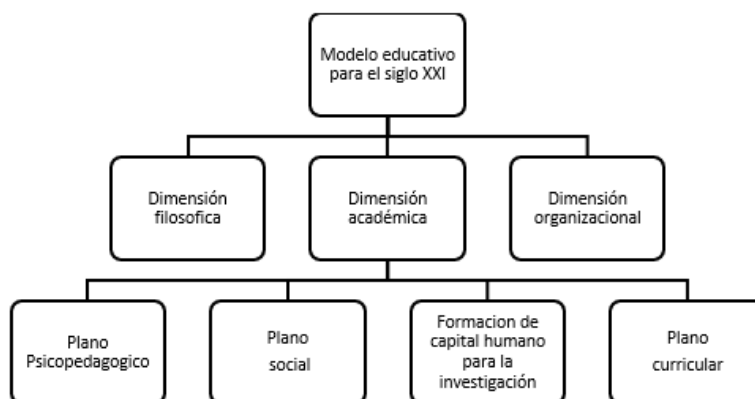 Modelo educativo
para el siglo XXI
Dimensión
filosofica
Dimensión
académica
Dimensión
organizacional
Plano
Psicopedagogico
Plano
social
Formacion de
capital humano
para la
investigación
Plano
curricular